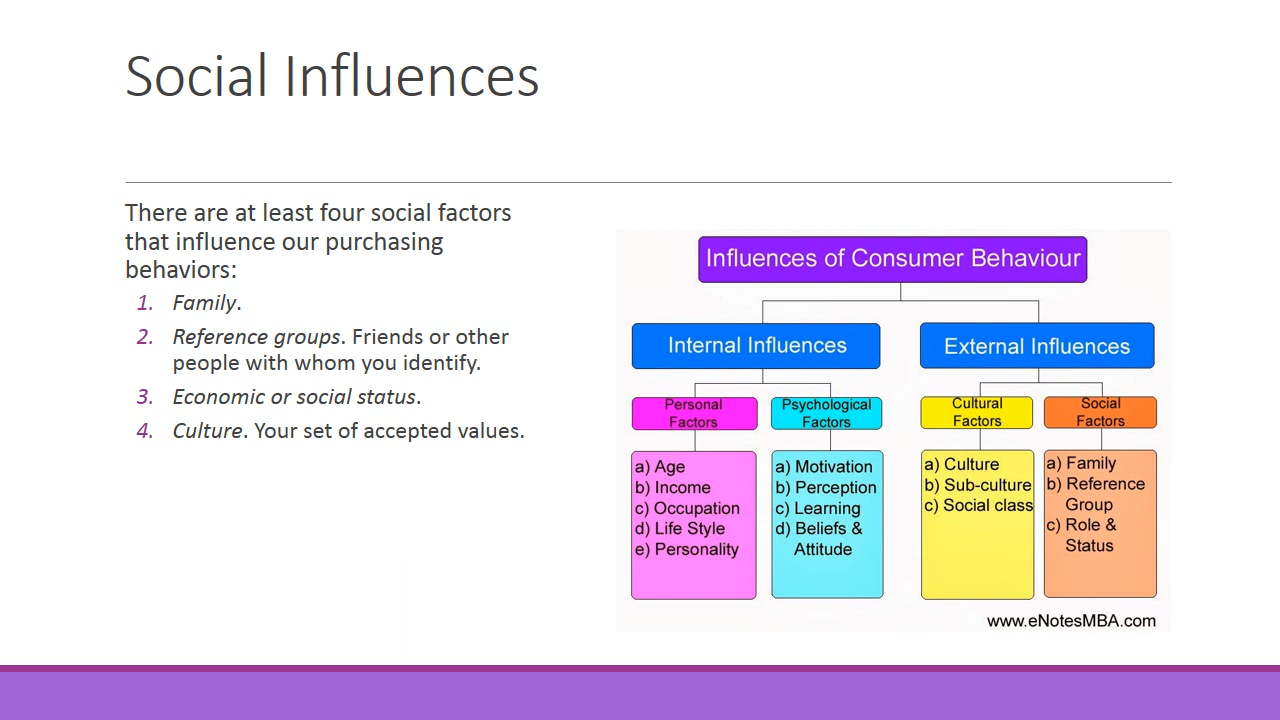 Social Influences
There are at least four social factors
that influence our purchasing
behaviors:
1. Family.
2. Reference groups. Friends or other
people with whom you identify.
3. Economic or social status.
4. Culture. Your set of accepted values.
Influences of Consumer Behaviour
Internal Influences
External Influences
Personal
Factors
Psychological
Factors
Cultural
Factors
Social
Factors
a) Age
b) Income
c) Occupation
d) Life Style
e) Personality
a) Motivation
b) Perception
c) Learning
d) Beliefs &
Attitude
a) Culture
b) Sub-culture
c) Social class
a) Family
b) Reference
Group
c) Role &
Status
www.eNotesMBA.com